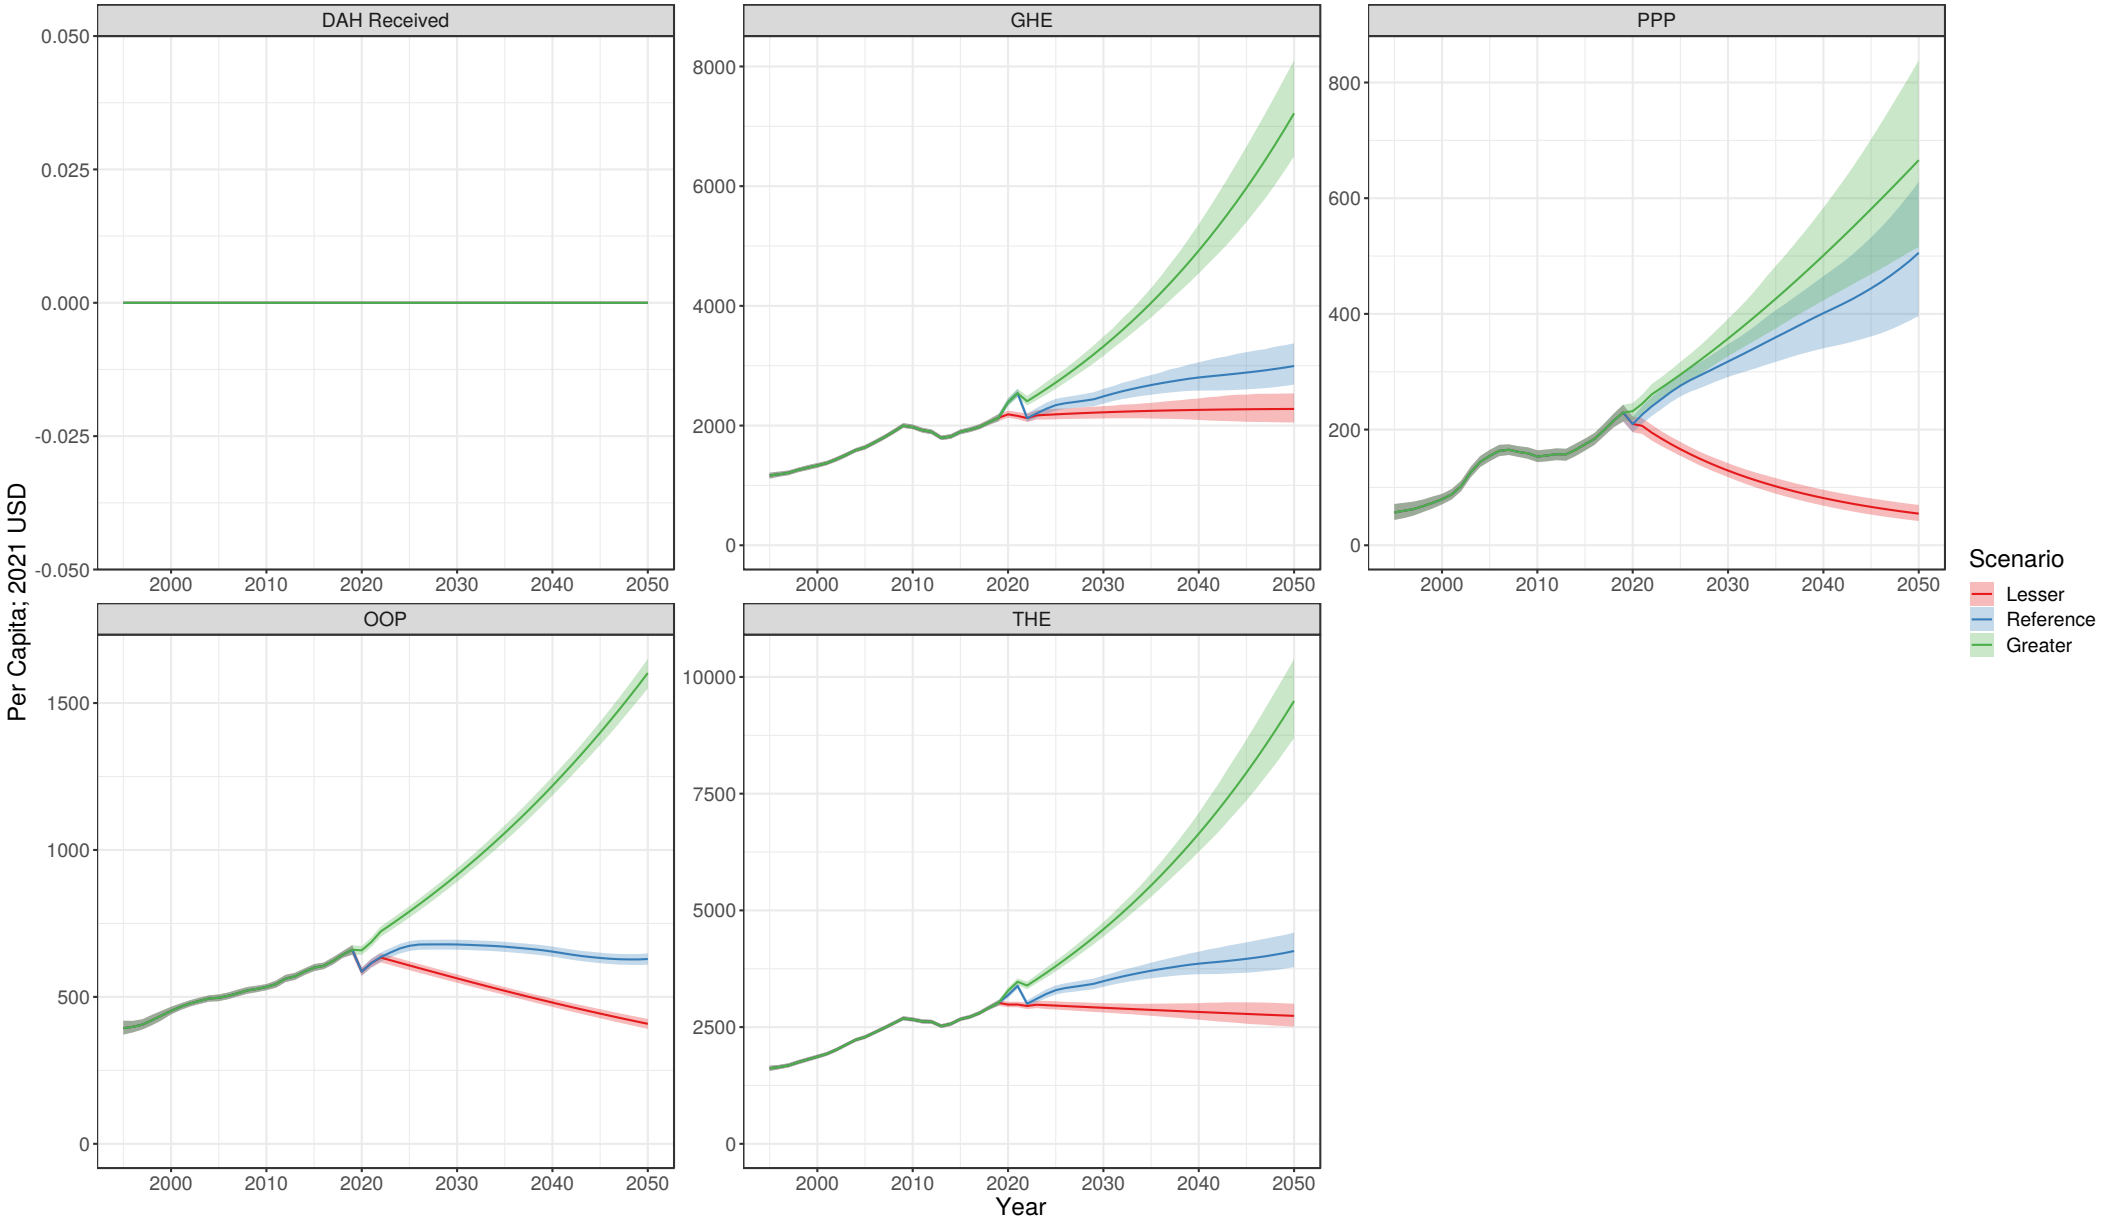 DAH Received
GHE
PPP
0.050
0.025
0.000
-0.025
-0.050
8000
6000
4000
2000
0
800
600
400
200
0
2000 2010 2020 2030 2040 2050
2000 2010 2020 2030 2040 2050
2000 2010 2020 2030 2040 2050
Per Capita; 2021 USD
OOP
THE
1500
1000
500
0
10000
7500
5000
2500
0
2000 2010 2020 2030 2040 2050
2000 2010 2020 2030 2040 2050
Year
Scenario
Lesser
Reference
Greater